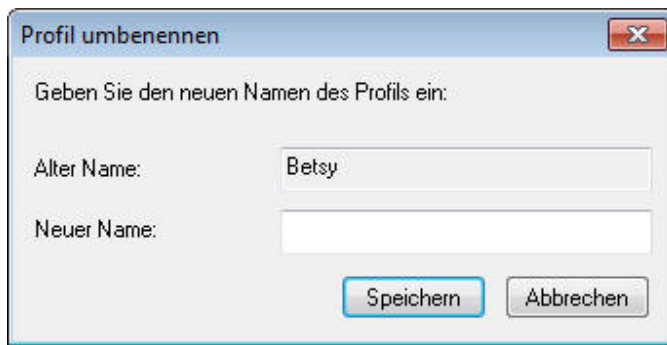 Profil umbenennen
Geben Sie den neuen Namen des Profils ein:
Alter Name: Betsy
Neuer Name:
Speichern Abbrechen